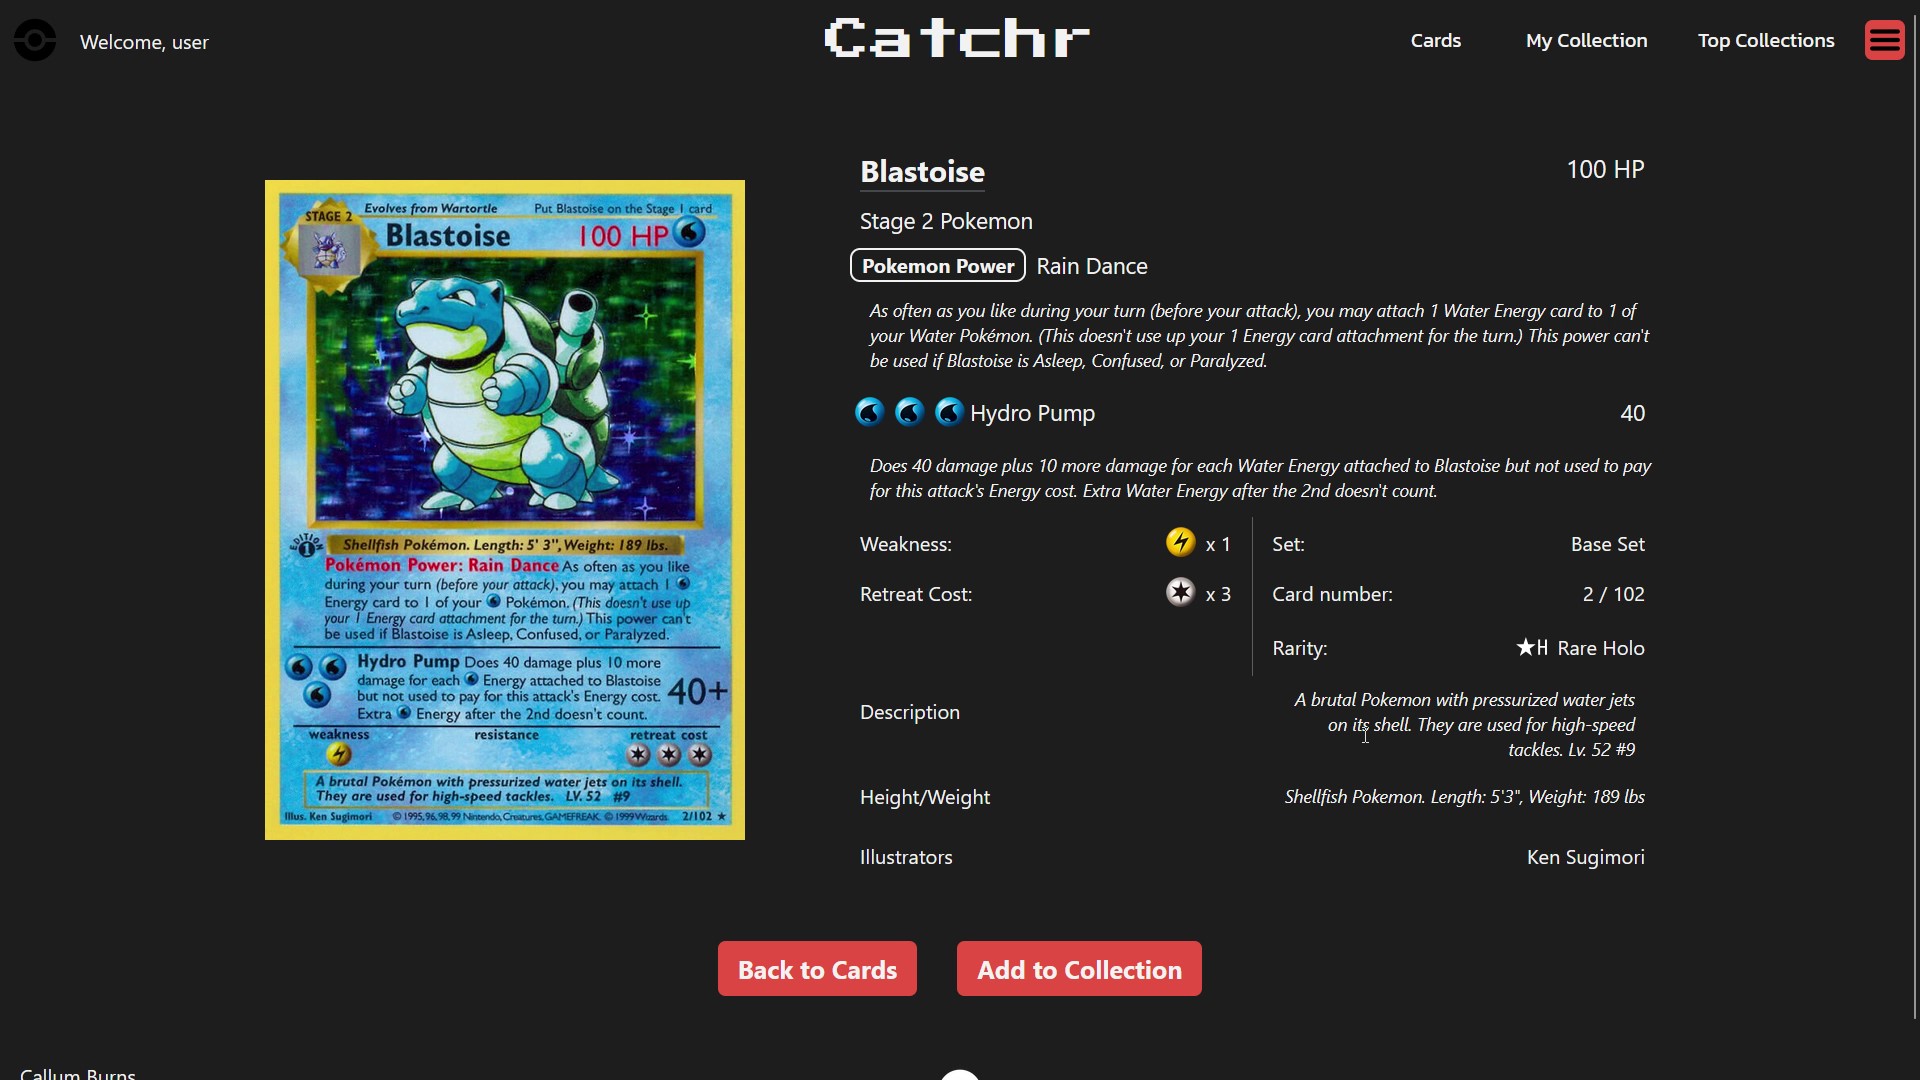 Welcome, user
Catchr
Cards
My Collection
Top Collections
STAGE 2
Evolves from Wartortle
Put Blastoise on the Stage 1 card
Blastoise
100 HP
EDITION
1
Shellfish Pokémon. Length: 5' 3", Weight: 189 lbs.
Pokémon Power: Rain Dance As often as you like
during your turn (before your attack), you may attach 1
Energy card to 1 of your Pokémon. (This doesn't use up
your 1 Energy card attachment for the turn.) This power can't
be used if Blastoise is Asleep, Confused, or Paralyzed.
Hydro Pump Does 40 damage plus 10 more
damage for each Energy attached to Blastoise
but not used to pay for this attack's Energy cost.
Extra Energy after the 2nd doesn't count.
40+
weakness
resistance
retreat cost
A brutal Pokémon with pressurized water jets on its shell.
They are used for high-speed tackles. LV. 52 #9
Illus. Ken Sugimori
© 1995, 96, 98, 99 Nintendo, Creatures, GAMEFREAK. © 1999 Wizards.
2/102 ★
Blastoise
100 HP
Stage 2 Pokemon
Pokemon Power
Rain Dance
As often as you like during your turn (before your attack), you may attach 1 Water Energy card to 1 of
your Water Pokémon. (This doesn't use up your 1 Energy card attachment for the turn.) This power can't
be used if Blastoise is Asleep, Confused, or Paralyzed.
Hydro Pump
40
Does 40 damage plus 10 more damage for each Water Energy attached to Blastoise but not used to pay
for this attack's Energy cost. Extra Water Energy after the 2nd doesn't count.
Weakness:
x 1
Retreat Cost:
x 3
Set:
Base Set
Card number:
2 / 102
Rarity:
★H Rare Holo
Description
A brutal Pokemon with pressurized water jets
on its shell. They are used for high-speed
tackles. Lv. 52 #9
Height/Weight
Shellfish Pokemon. Length: 5'3", Weight: 189 lbs
Illustrators
Ken Sugimori
Back to Cards
Add to Collection
Callum Burns